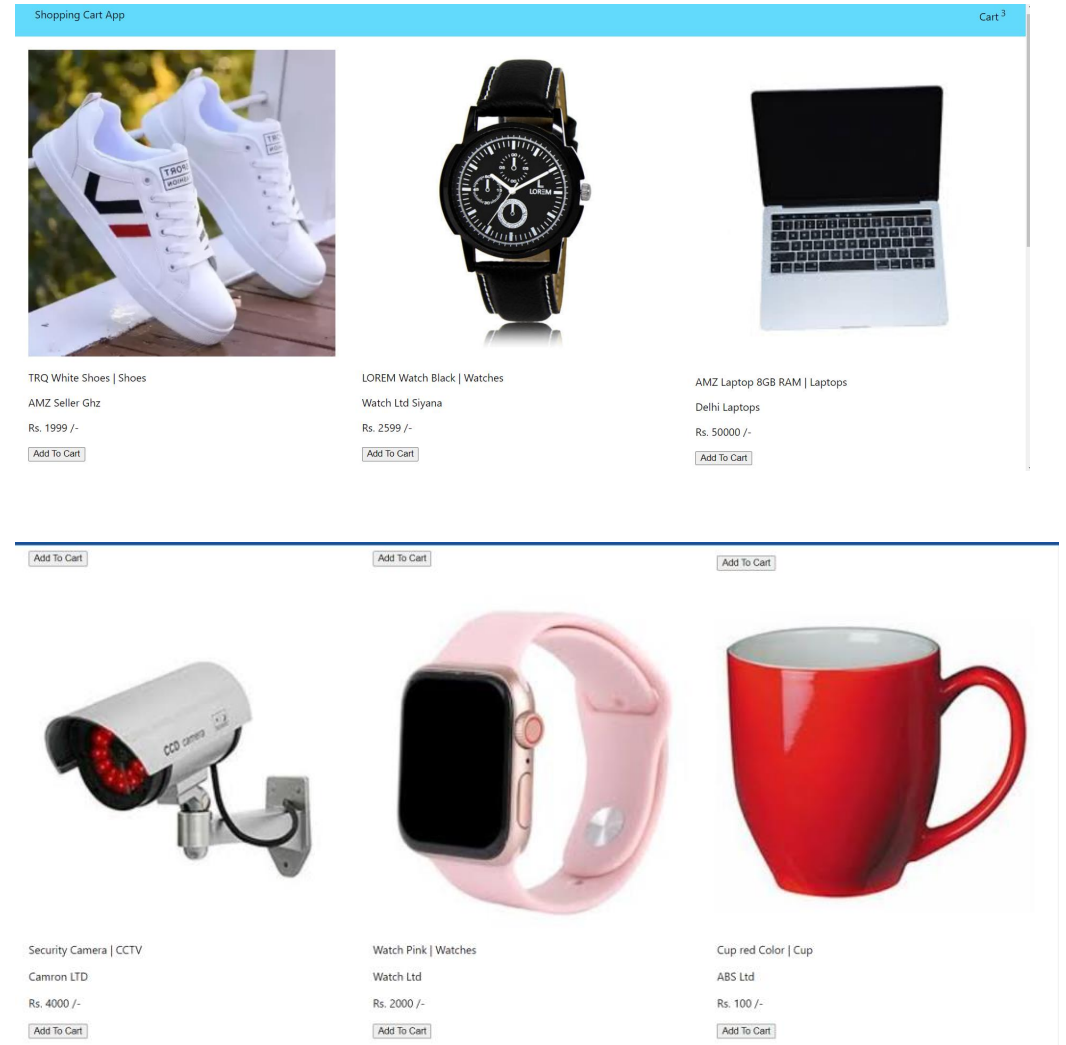 Shopping Cart App
Cart 3
LOREM
TRQ White Shoes | Shoes
LOREM Watch Black | Watches
AMZ Laptop 8GB RAM | Laptops
AMZ Seller Ghz
Watch Ltd Siyana
Delhi Laptops
Rs. 1999 /-
Rs. 2599 /-
Rs. 50000 /-
Add To Cart
Add To Cart
Add To Cart
Add To Cart
Add To Cart
Add To Cart
CCD camera
Security Camera | CCTV
Watch Pink | Watches
Cup red Color | Cup
Camron LTD
Watch Ltd
ABS Ltd
Rs. 4000 /-
Rs. 2000 /-
Rs. 100 /-
Add To Cart
Add To Cart
Add To Cart